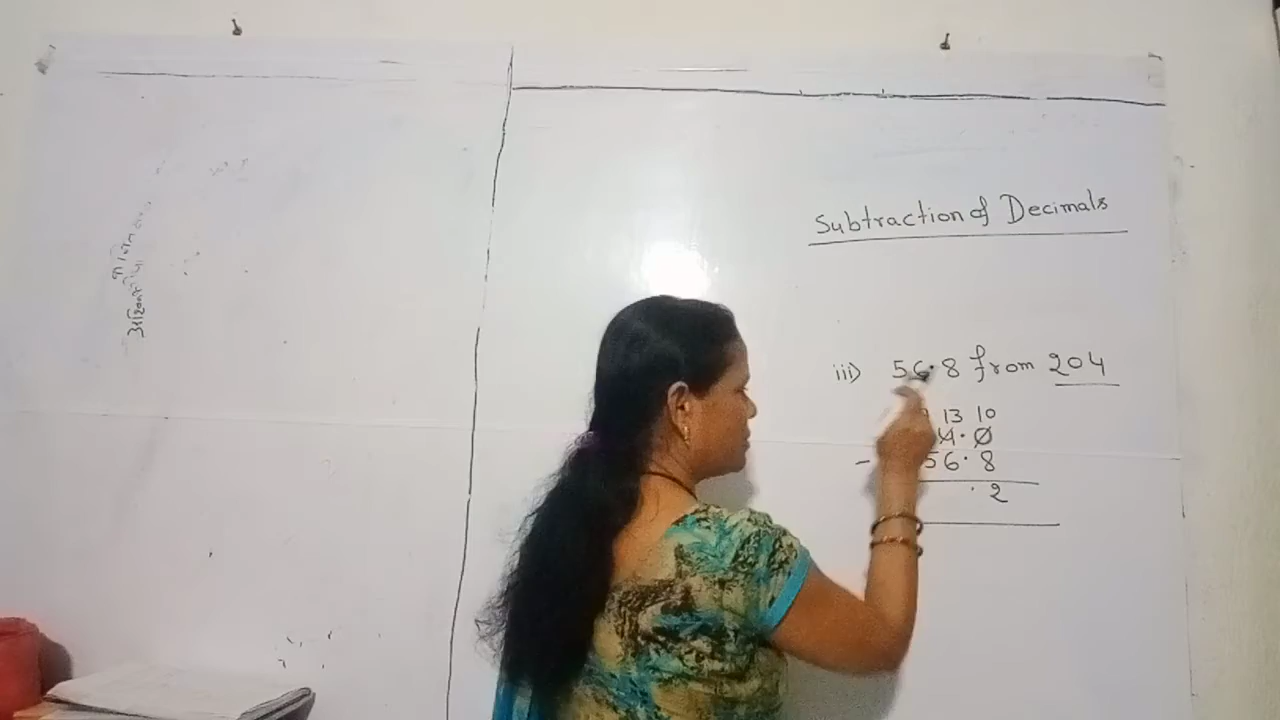 Subtraction of Decimals
iii) 56.8 from 204
13 10
4.0
- 56.8
.2